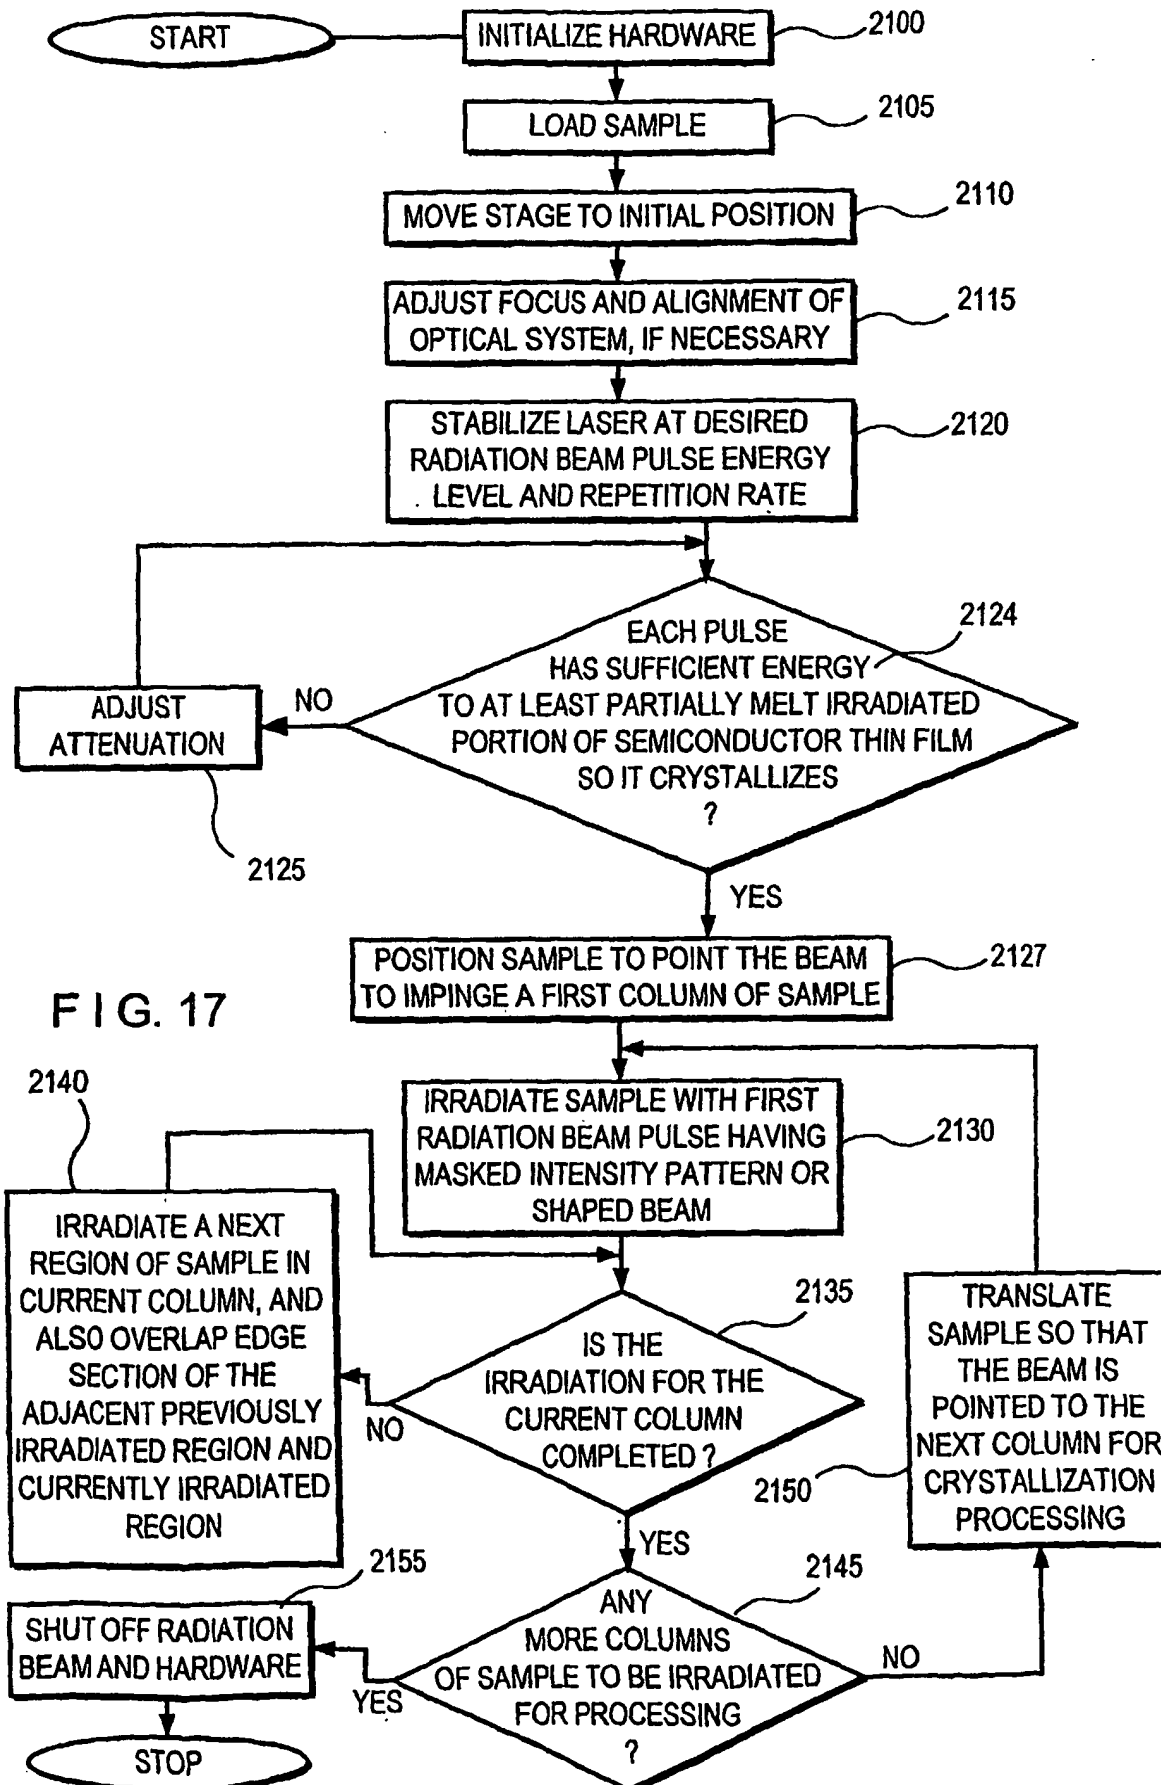 START
INITIALIZE HARDWARE
2100
LOAD SAMPLE
2105
MOVE STAGE TO INITIAL POSITION
2110
ADJUST FOCUS AND ALIGNMENT OF
OPTICAL SYSTEM, IF NECESSARY
2115
STABILIZE LASER AT DESIRED
RADIATION BEAM PULSE ENERGY
LEVEL AND REPETITION RATE
2120
EACH PULSE
HAS SUFFICIENT ENERGY
TO AT LEAST PARTIALLY MELT IRRADIATED
PORTION OF SEMICONDUCTOR THIN FILM
SO IT CRYSTALLIZES
?
2124
NO
ADJUST
ATTENUATION
2125
YES
POSITION SAMPLE TO POINT THE BEAM
TO IMPINGE A FIRST COLUMN OF SAMPLE
2127
FIG. 17
IRRADIATE SAMPLE WITH FIRST
RADIATION BEAM PULSE HAVING
MASKED INTENSITY PATTERN OR
SHAPED BEAM
2130
2140
IRRADIATE A NEXT
REGION OF SAMPLE IN
CURRENT COLUMN, AND
ALSO OVERLAP EDGE
SECTION OF THE
ADJACENT PREVIOUSLY
IRRADIATED REGION AND
CURRENTLY IRRADIATED
REGION
IS THE
IRRADIATION FOR THE
CURRENT COLUMN
COMPLETED ?
2135
NO
YES
TRANSLATE
SAMPLE SO THAT
THE BEAM IS
POINTED TO THE
NEXT COLUMN FOR
CRYSTALLIZATION
PROCESSING
2150
2155
SHUT OFF RADIATION
BEAM AND HARDWARE
YES
ANY
MORE COLUMNS
OF SAMPLE TO BE IRRADIATED
FOR PROCESSING
?
2145
NO
STOP